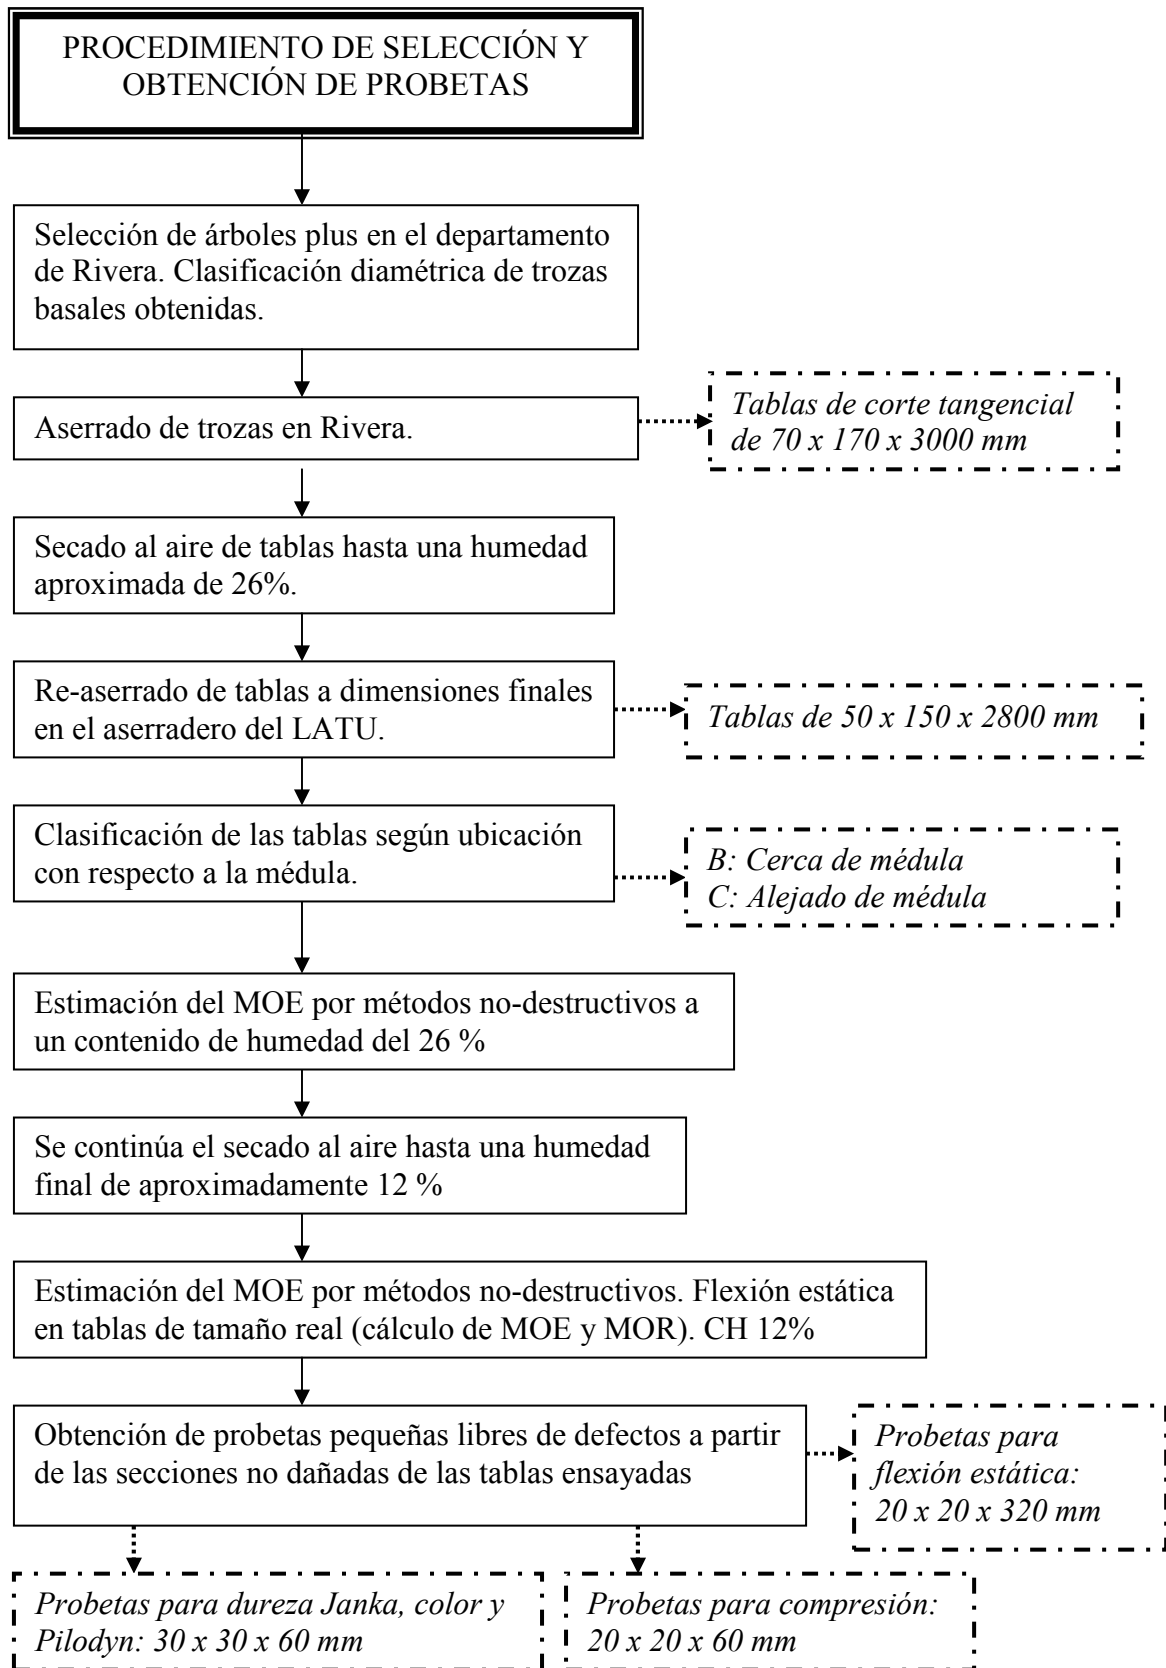 PROCEDIMIENTO DE SELECCIÓN Y
OBTENCIÓN DE PROBETAS
Selección de árboles plus en el departamento
de Rivera. Clasificación diamétrica de trozas
basales obtenidas.
Aserrado de trozas en Rivera.
Tablas de corte tangencial
de 70 x 170 x 3000 mm
Secado al aire de tablas hasta una humedad
aproximada de 26%.
Re-aserrado de tablas a dimensiones finales
en el aserradero del LATU.
Tablas de 50 x 150 x 2800 mm
Clasificación de las tablas según ubicación
con respecto a la médula.
B: Cerca de médula
C: Alejado de médula
Estimación del MOE por métodos no-destructivos a
un contenido de humedad del 26 %
Se continúa el secado al aire hasta una humedad
final de aproximadamente 12 %
Estimación del MOE por métodos no-destructivos. Flexión estática
en tablas de tamaño real (cálculo de MOE y MOR). CH 12%
Obtención de probetas pequeñas libres de defectos a partir
de las secciones no dañadas de las tablas ensayadas
Probetas para
flexión estática:
20 x 20 x 320 mm
Probetas para dureza Janka, color y
Pilodyn: 30 x 30 x 60 mm
Probetas para compresión:
20 x 20 x 60 mm